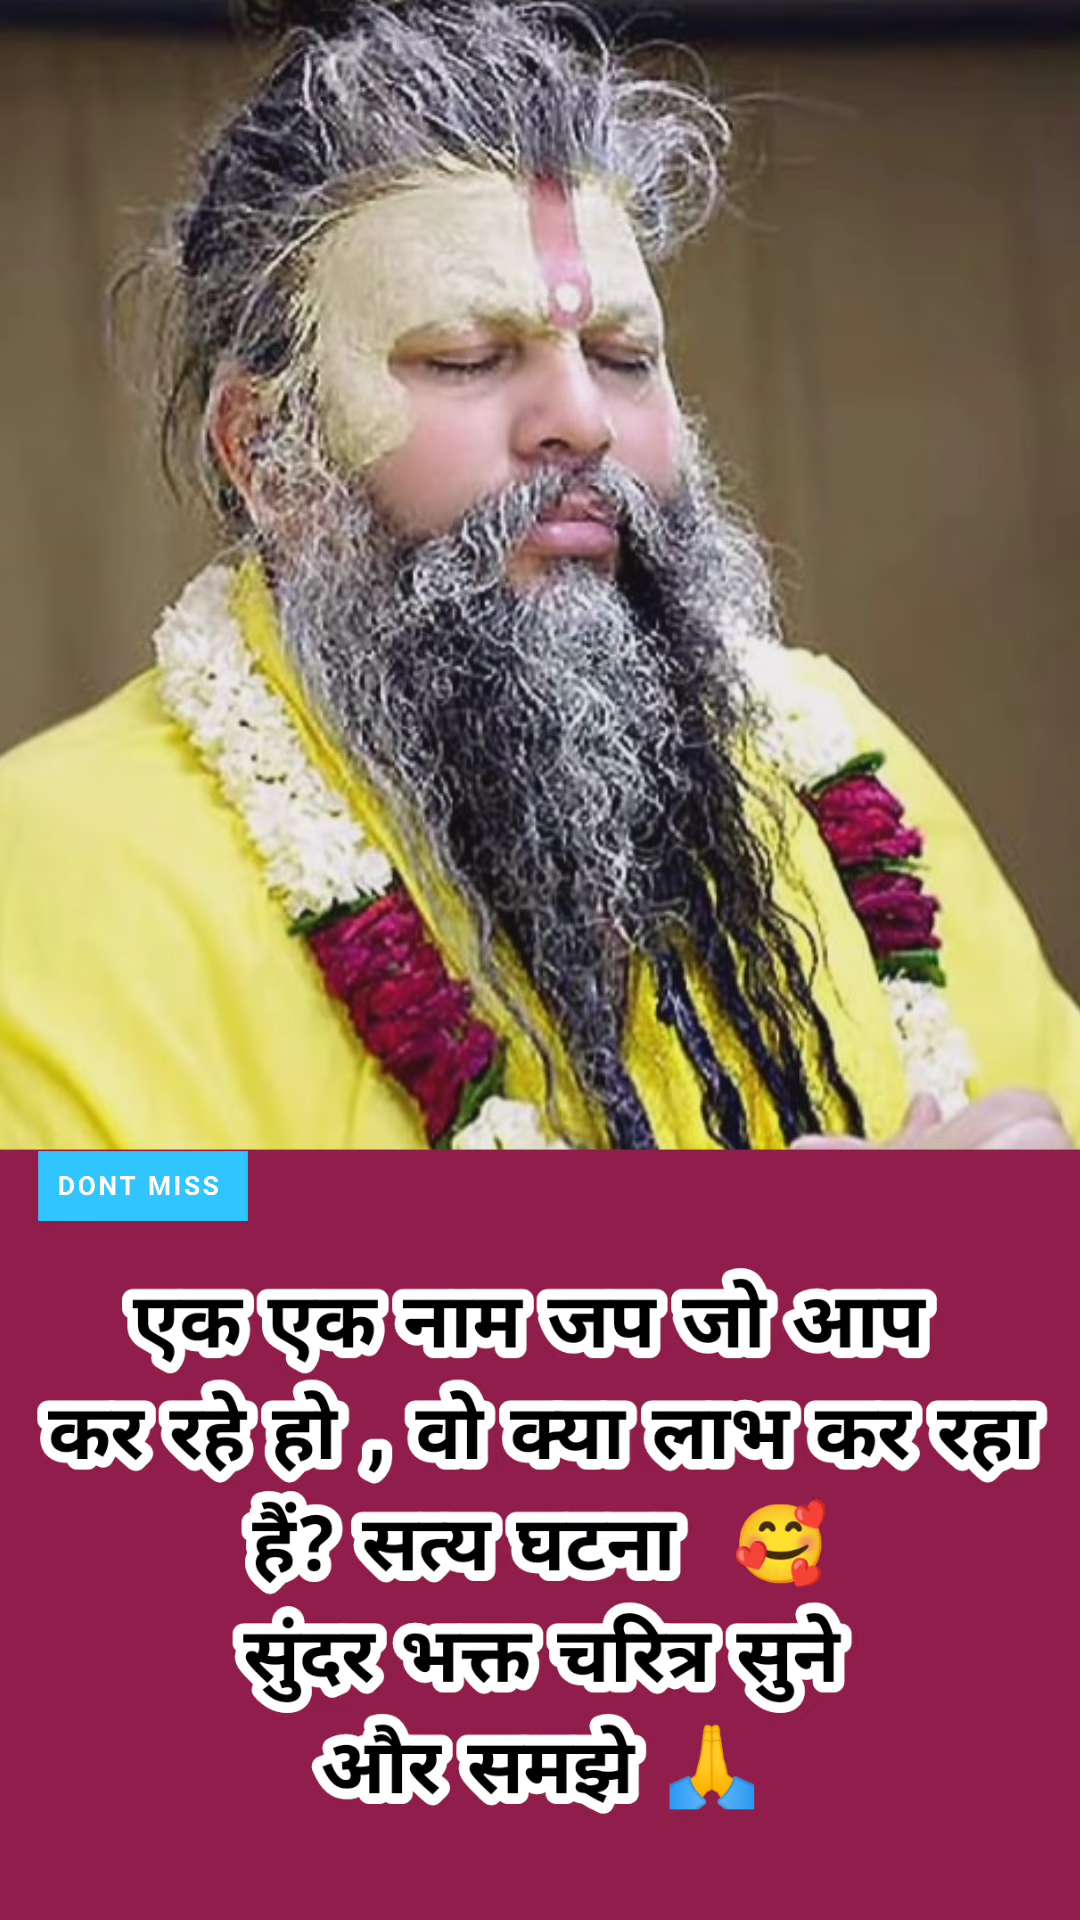 DONT MISS
एक एक नाम जप जो आप
कर रहे हो , वो क्या लाभ कर रहा
हैं? सत्य घटना 🥰
सुंदर भक्त चरित्र सुने
और समझे 🙏